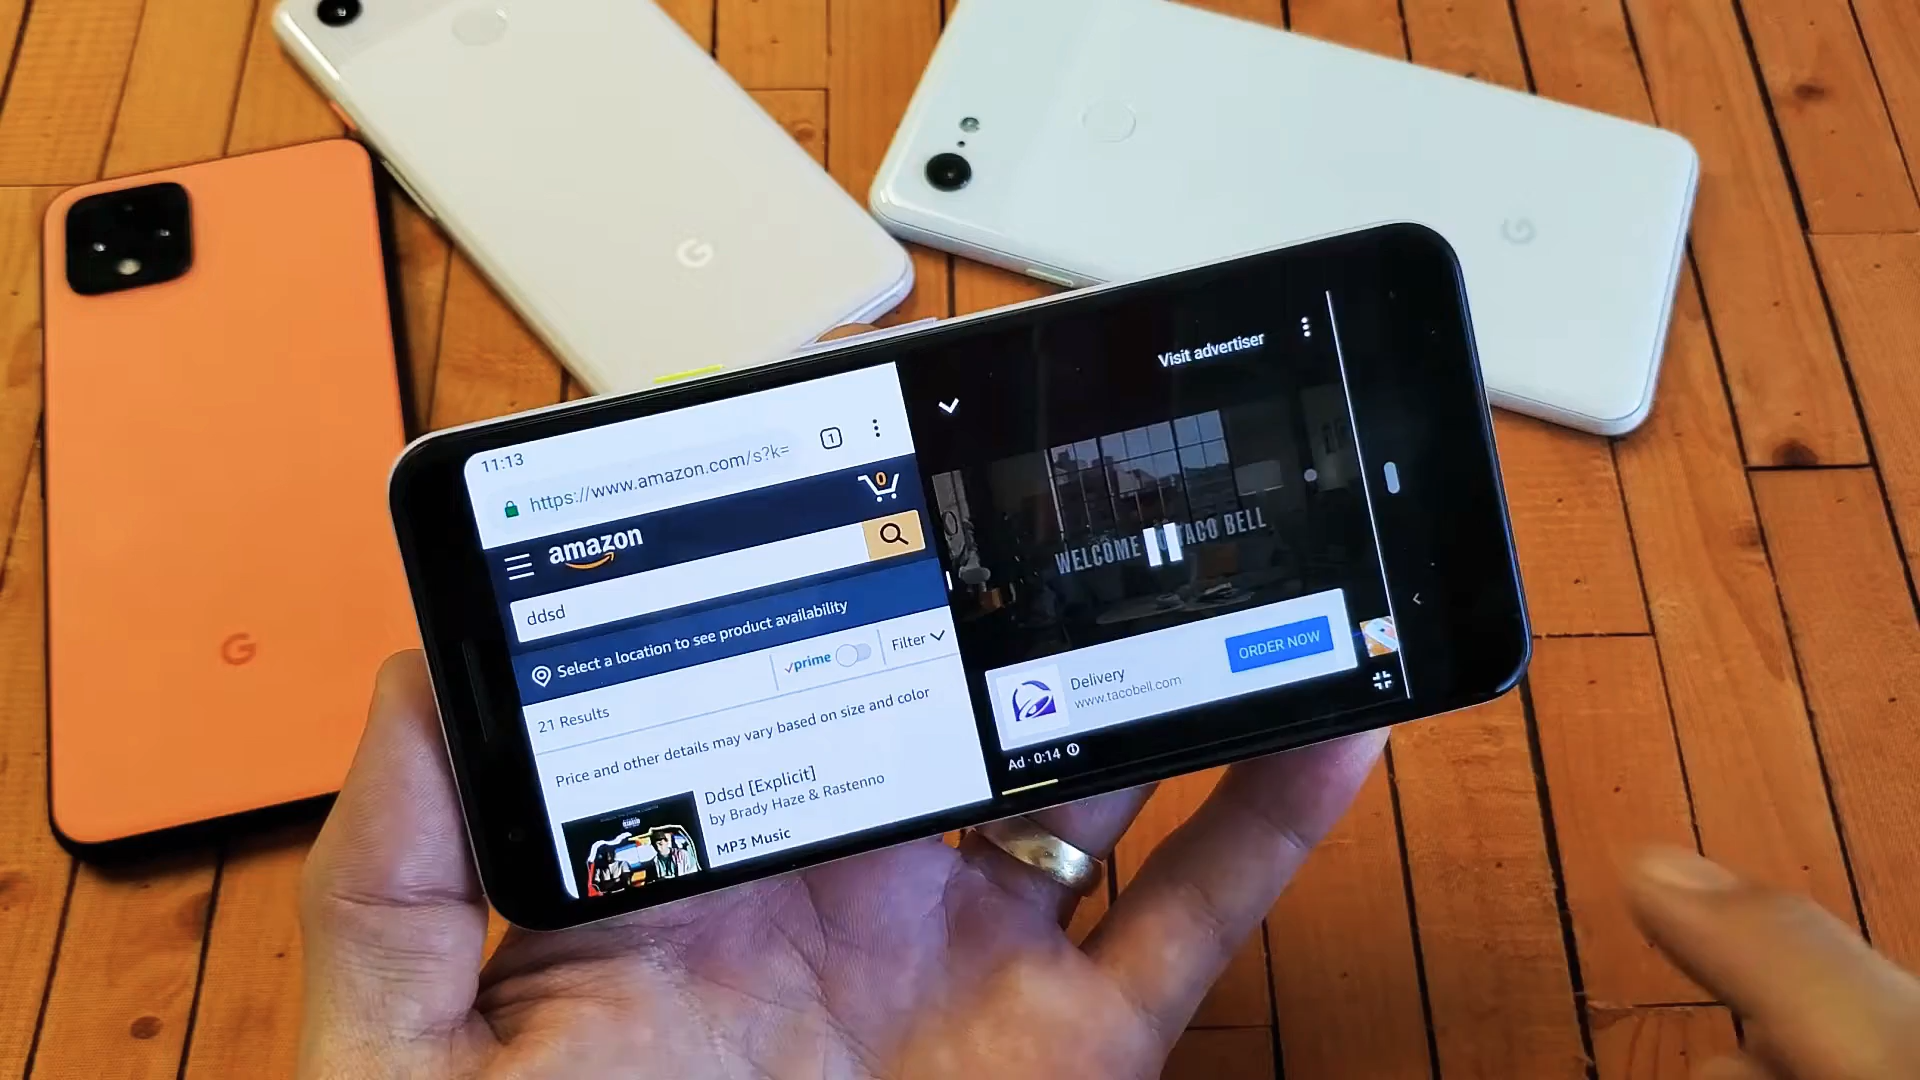 11:13
https://www.amazon.com/s?k=
1
amazon
0
ddsd
Select a location to see product availability
prime
Filter
21 Results
Price and other details may vary based on size and color
Ddsd [Explicit]
by Brady Haze & Rastenno
MP3 Music
Visit advertiser
WELCOME TO TACO BELL
Delivery
www.tacobell.com
ORDER NOW
Ad · 0:14
G
G
G